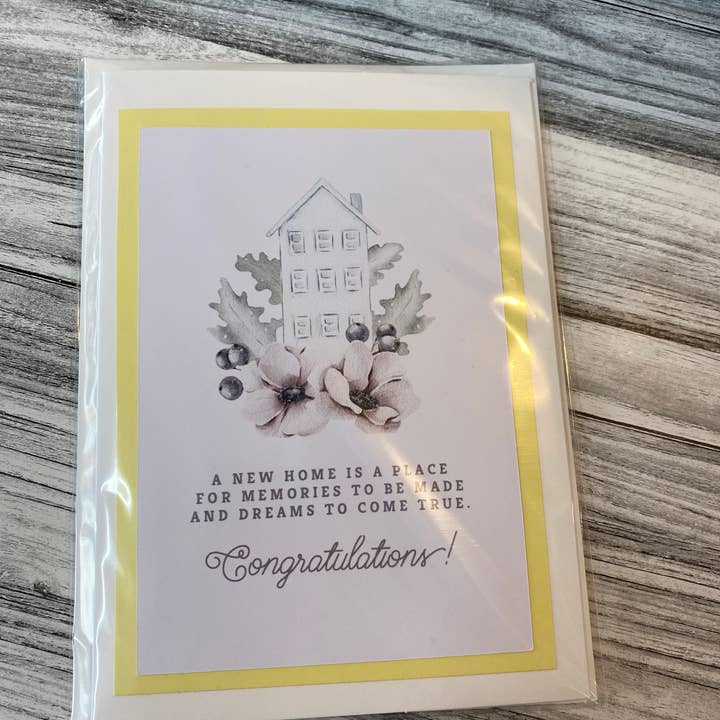 A NEW HOME IS A PLACE
FOR MEMORIES TO BE MADE
AND DREAMS TO COME TRUE.
Congratulations!